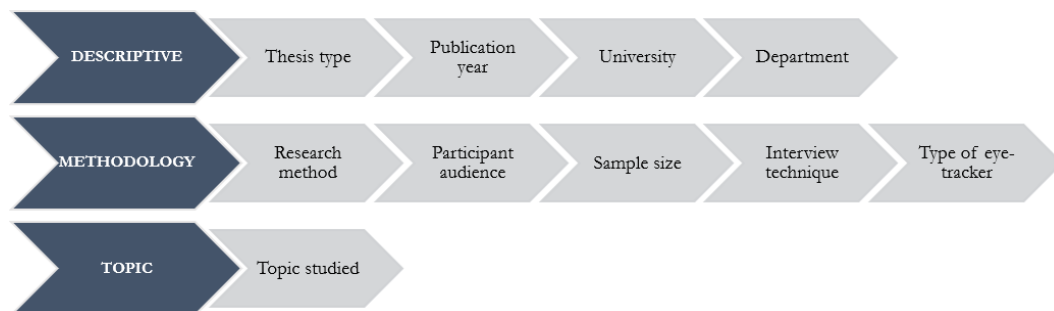 DESCRIPTIVE
Thesis type
Publication
year
University
Department
METHODOLOGY
Research
method
Participant
audience
Sample size
Interview
technique
Type of eye-
tracker
TOPIC
Topic studied